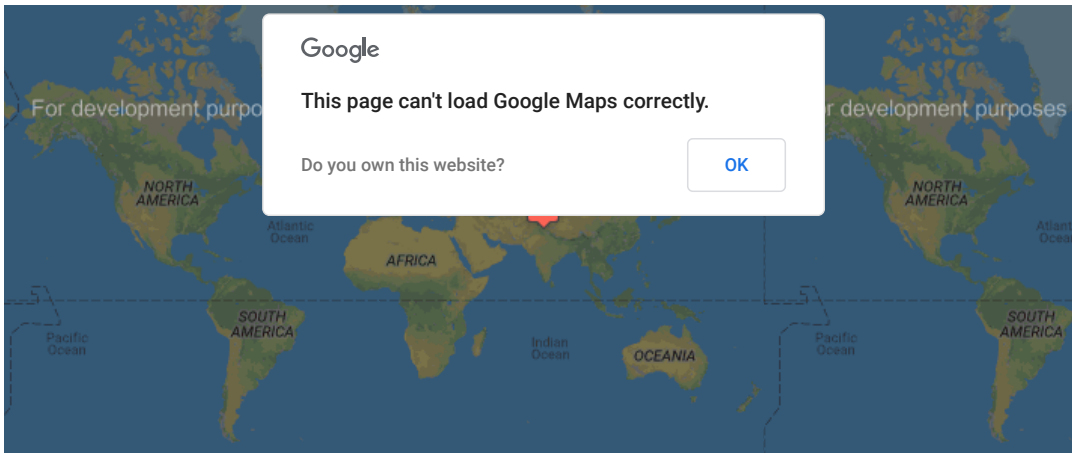 Google
This page can't load Google Maps correctly.
Do you own this website?
OK
For development purpo
r development purposes
NORTH
AMERICA
NORTH
AMERICA
Atlantic
Ocean
Atlant
Ocea
AFRICA
SOUTH
AMERICA
SOUTH
AMERICA
Pacific
Ocean
Indian
Ocean
OCEANIA
Pacific
Ocean